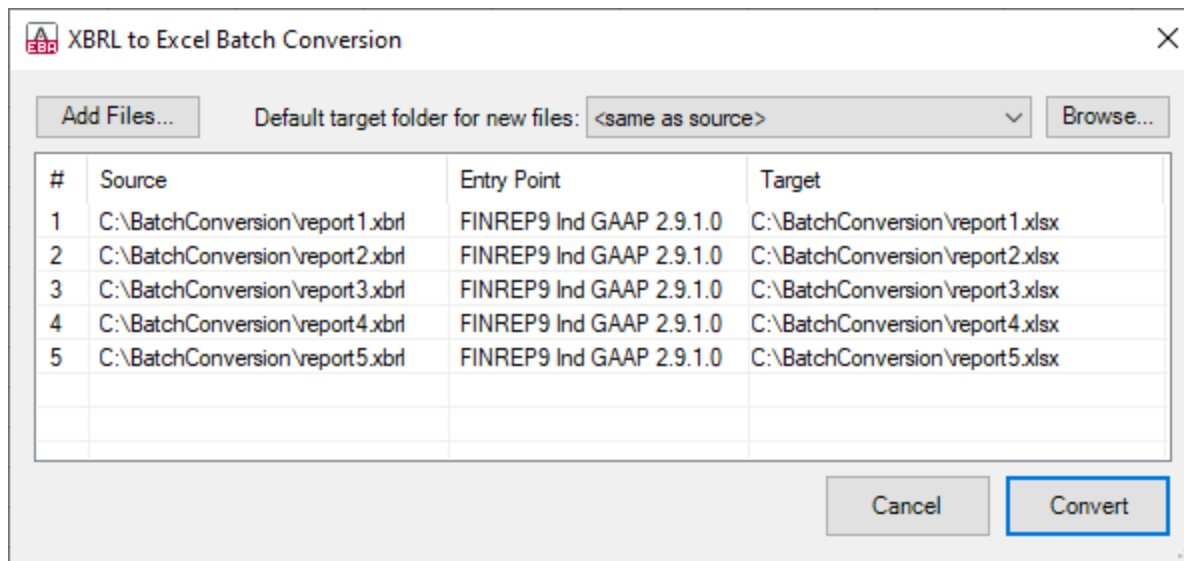 EBA XBRL to Excel Batch Conversion
Add Files... Default target folder for new files: <same as source> Browse...
# Source Entry Point Target
1 C:\BatchConversion\report1.xbrl FINREP9 Ind GAAP 2.9.1.0 C:\BatchConversion\report1.xlsx
2 C:\BatchConversion\report2.xbrl FINREP9 Ind GAAP 2.9.1.0 C:\BatchConversion\report2.xlsx
3 C:\BatchConversion\report3.xbrl FINREP9 Ind GAAP 2.9.1.0 C:\BatchConversion\report3.xlsx
4 C:\BatchConversion\report4.xbrl FINREP9 Ind GAAP 2.9.1.0 C:\BatchConversion\report4.xlsx
5 C:\BatchConversion\report5.xbrl FINREP9 Ind GAAP 2.9.1.0 C:\BatchConversion\report5.xlsx
Cancel Convert